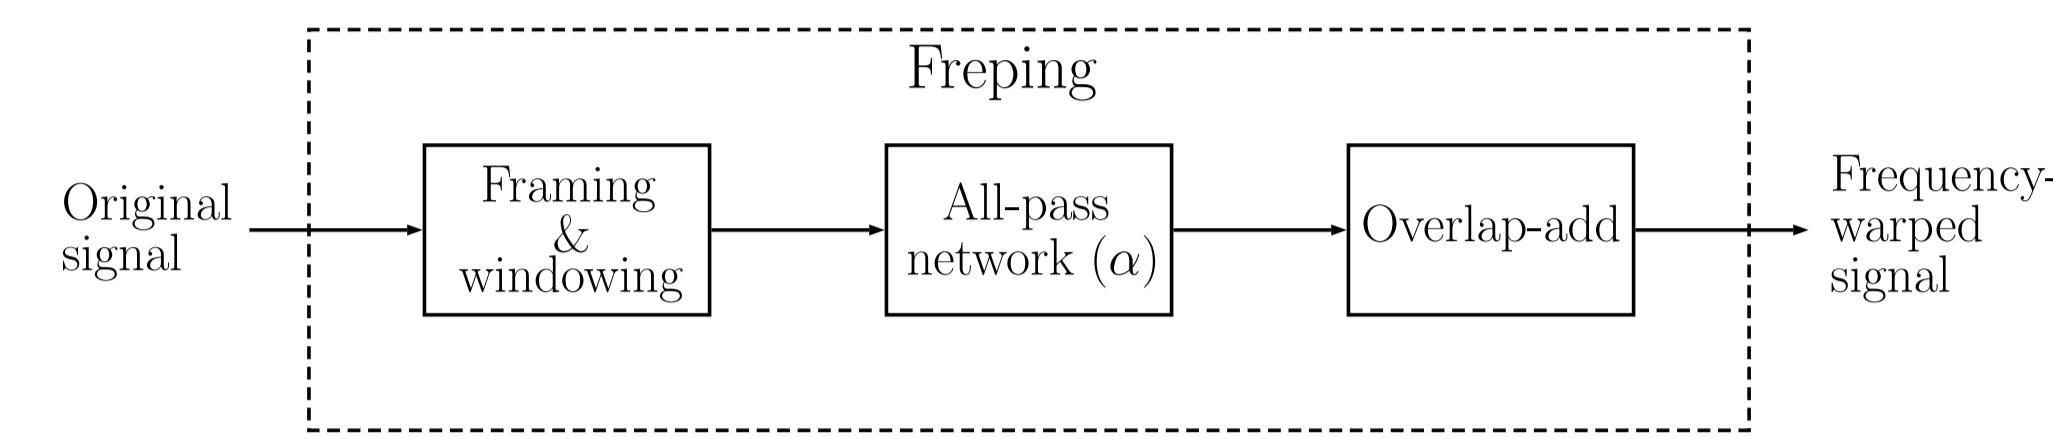 Freping
Original
signal
Framing
&
windowing
All-pass
network (α)
Overlap-add
Frequency-
warped
signal